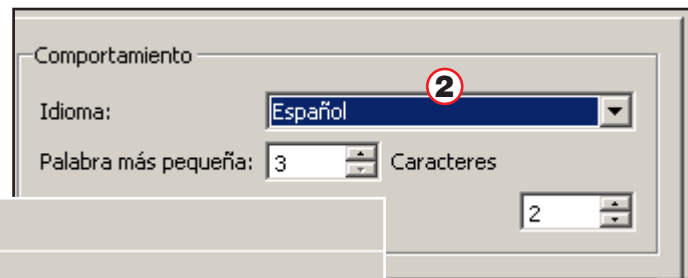 Comportamiento
Idioma: Español 2
Palabra más pequeña: 3 Caracteres
2